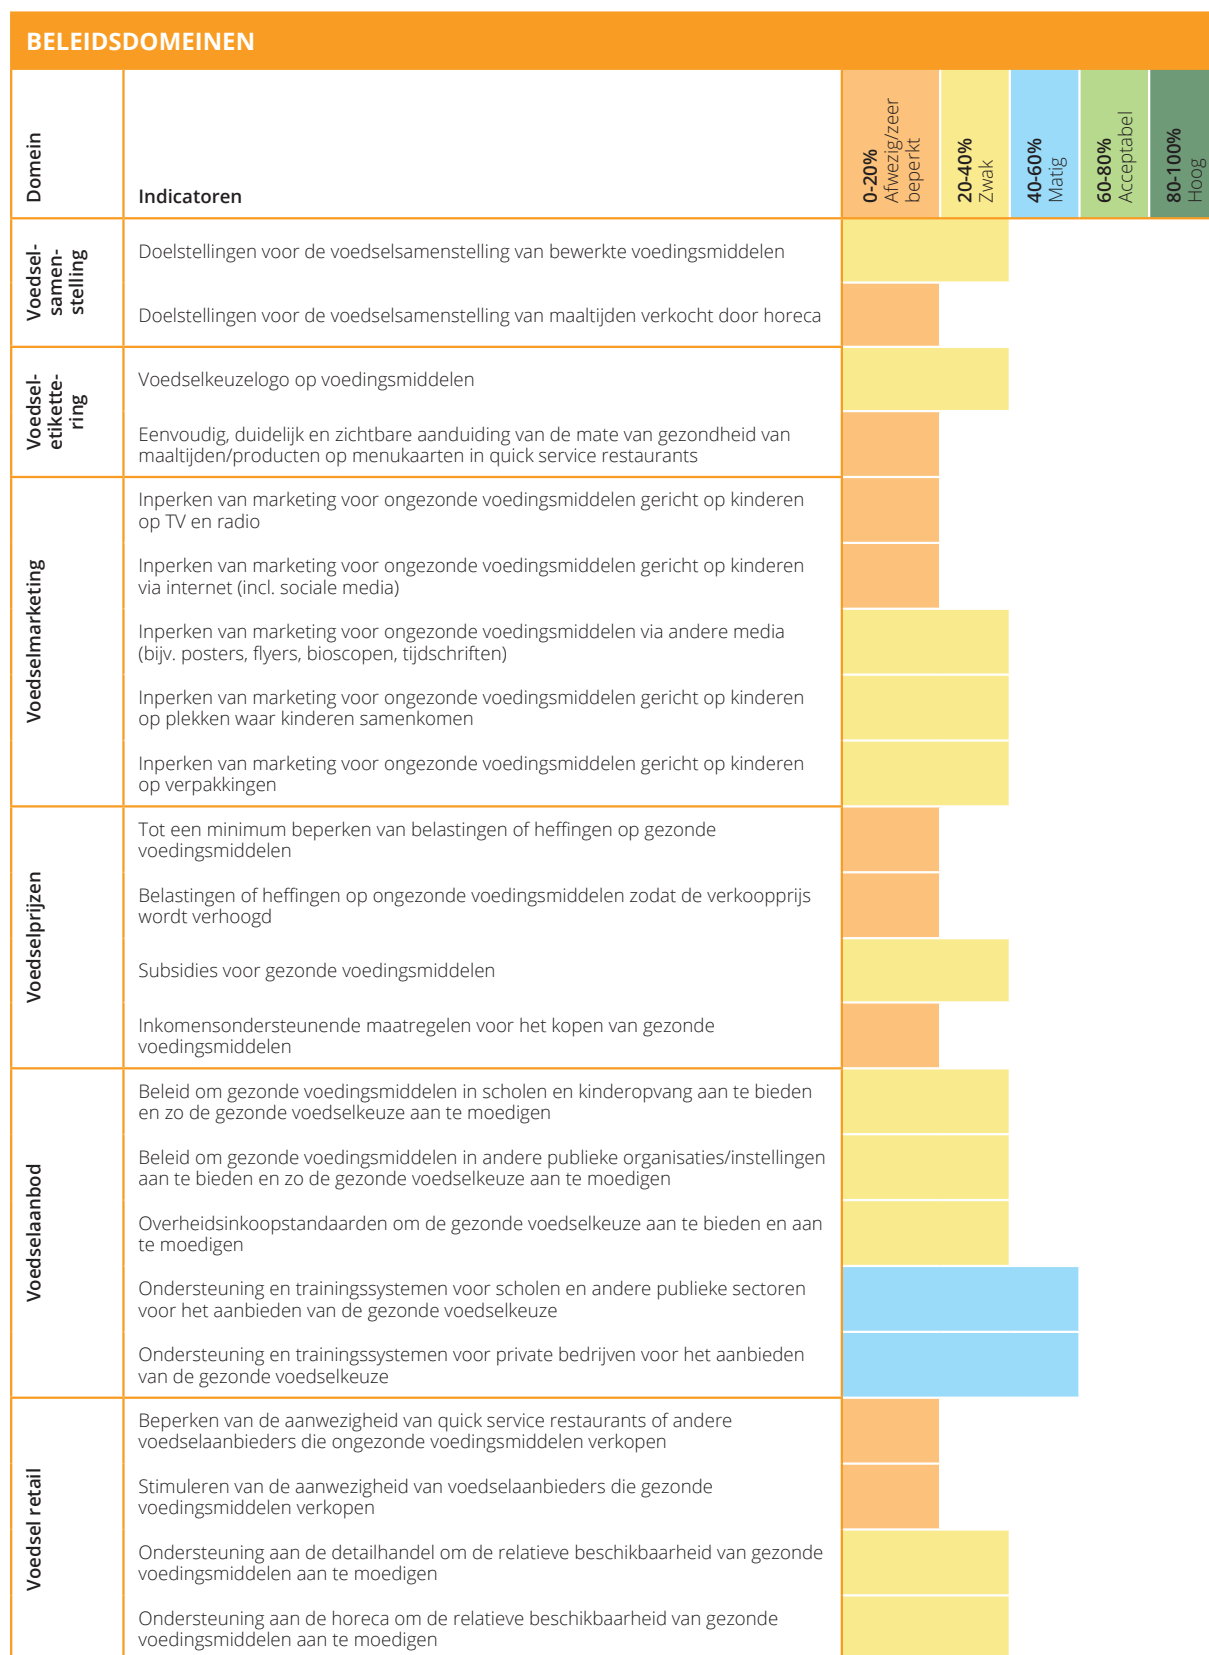 BELEIDSDOMEINEN
Domein
Indicatoren
0-20%
Afwezig/zeer
beperkt
20-40%
Zwak
40-60%
Matig
60-80%
Acceptabel
80-100%
Hoog
Voedsel-
samen-
stelling
Doelstellingen voor de voedselsamenstelling van bewerkte voedingsmiddelen
Doelstellingen voor de voedselsamenstelling van maaltijden verkocht door horeca
Voedsel-
etikette-
ring
Voedselkeuzelogo op voedingsmiddelen
Eenvoudig, duidelijk en zichtbare aanduiding van de mate van gezondheid van
maaltijden/producten op menukaarten in quick service restaurants
Voedselmarketing
Inperken van marketing voor ongezonde voedingsmiddelen gericht op kinderen
op TV en radio
Inperken van marketing voor ongezonde voedingsmiddelen gericht op kinderen
via internet (incl. sociale media)
Inperken van marketing voor ongezonde voedingsmiddelen via andere media
(bijv. posters, flyers, bioscopen, tijdschriften)
Inperken van marketing voor ongezonde voedingsmiddelen gericht op kinderen
op plekken waar kinderen samenkomen
Inperken van marketing voor ongezonde voedingsmiddelen gericht op kinderen
op verpakkingen
Voedselprijzen
Tot een minimum beperken van belastingen of heffingen op gezonde
voedingsmiddelen
Belastingen of heffingen op ongezonde voedingsmiddelen zodat de verkoopprijs
wordt verhoogd
Subsidies voor gezonde voedingsmiddelen
Inkomensondersteunende maatregelen voor het kopen van gezonde
voedingsmiddelen
Voedselaanbod
Beleid om gezonde voedingsmiddelen in scholen en kinderopvang aan te bieden
en zo de gezonde voedselkeuze aan te moedigen
Beleid om gezonde voedingsmiddelen in andere publieke organisaties/instellingen
aan te bieden en zo de gezonde voedselkeuze aan te moedigen
Overheidsinkoopstandaarden om de gezonde voedselkeuze aan te bieden en aan
te moedigen
Ondersteuning en trainingssystemen voor scholen en andere publieke sectoren
voor het aanbieden van de gezonde voedselkeuze
Ondersteuning en trainingssystemen voor private bedrijven voor het aanbieden
van de gezonde voedselkeuze
Voedsel retail
Beperken van de aanwezigheid van quick service restaurants of andere
voedselaanbieders die ongezonde voedingsmiddelen verkopen
Stimuleren van de aanwezigheid van voedselaanbieders die gezonde
voedingsmiddelen verkopen
Ondersteuning aan de detailhandel om de relatieve beschikbaarheid van gezonde
voedingsmiddelen aan te moedigen
Ondersteuning aan de horeca om de relatieve beschikbaarheid van gezonde
voedingsmiddelen aan te moedigen